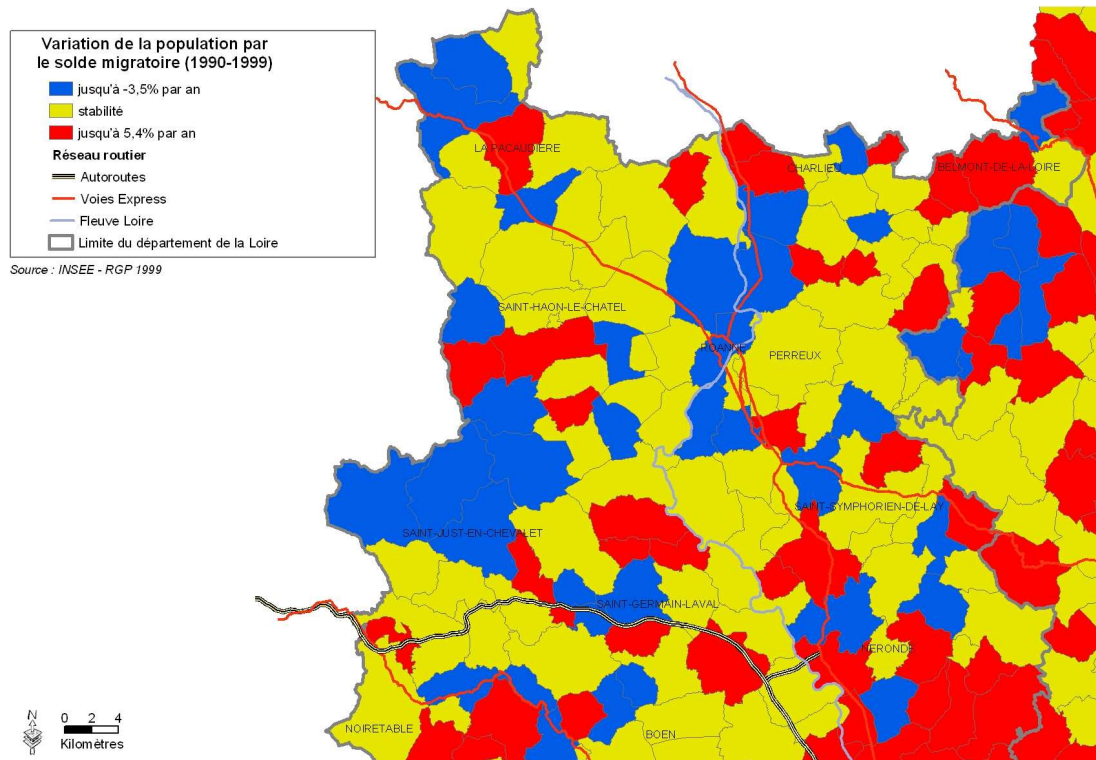 Variation de la population par
le solde migratoire (1990-1999)
jusqu'à -3,5% par an
stabilité
jusqu'à 5,4% par an
Réseau routier
Autoroutes
Voies Express
Fleuve Loire
Limite du département de la Loire
Source : INSEE - RGP 1999
LA PACAUDIERE
CHARLIEU
BELMONT-DE-LA-LOIRE
SAINT-HAON-LE-CHATEL
ROANNE
PERREUX
SAINT-SYMPHORIEN-DE-LAY
SAINT-JUST-EN-CHEVALET
SAINT-GERMAIN-LAVAL
NERONDE
NOIRETABLE
BOEN
N
0 2 4
Kilomètres